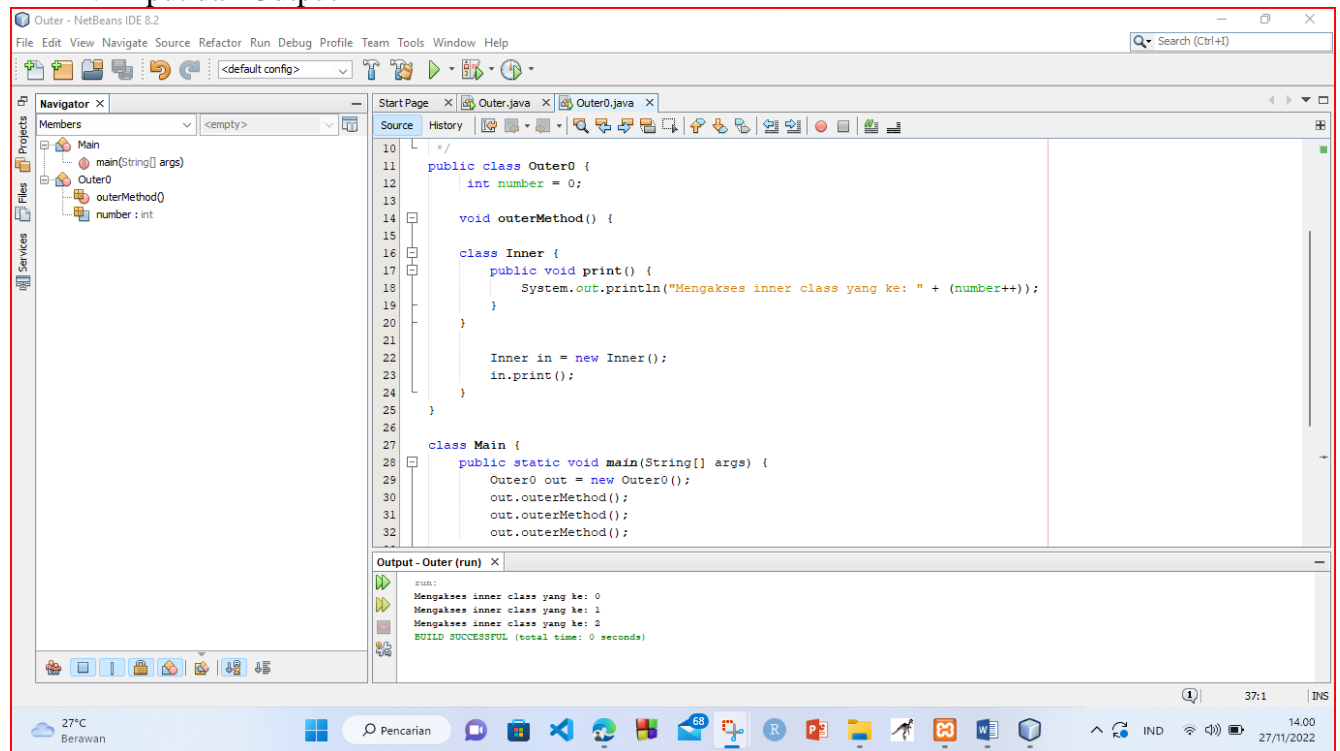 Outer - NetBeans IDE 8.2
File Edit View Navigate Source Refactor Run Debug Profile Team Tools Window Help
Search (Ctrl+I)
<default config>
Navigator
Members
<empty>
Main
main(String[] args)
Outer0
outerMethod()
number : int
Projects
Files
Services
Start Page Outer.java Outer0.java
Source History
10 */
11 public class Outer0 {
12 int number = 0;
13
14 void outerMethod() {
15
16 class Inner {
17 public void print() {
18 System.out.println("Mengakses inner class yang ke: " + (number++));
19 }
20 }
21
22 Inner in = new Inner();
23 in.print();
24 }
25 }
26
27 class Main {
28 public static void main(String[] args) {
29 Outer0 out = new Outer0();
30 out.outerMethod();
31 out.outerMethod();
32 out.outerMethod();
Output - Outer (run)
run:
Mengakses inner class yang ke: 0
Mengakses inner class yang ke: 1
Mengakses inner class yang ke: 2
BUILD SUCCESSFUL (total time: 0 seconds)
1 37:1 INS
27°C
Berawan
Pencarian
68
IND
14.00
27/11/2022